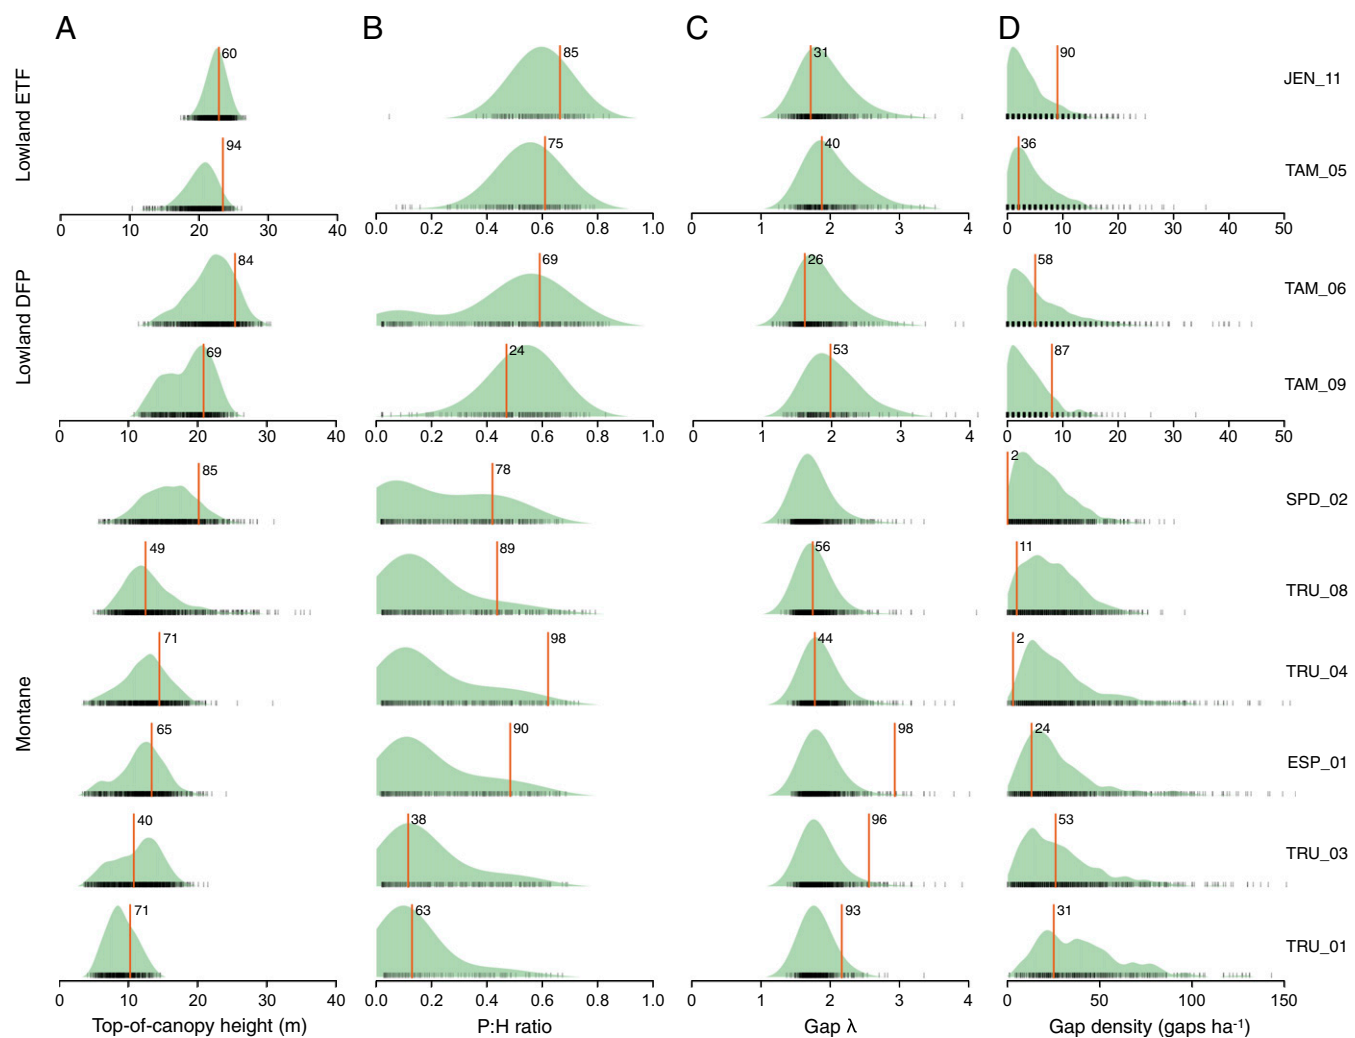 A B C D
Lowland ETF
60 85 31 90 JEN_11
94 75 40 36 TAM_05
0 10 20 30 40 0.0 0.2 0.4 0.6 0.8 1.0 0 1 2 3 4 0 10 20 30 40 50
Lowland DFP
84 69 26 58 TAM_06
69 24 53 87 TAM_09
0 10 20 30 40 0.0 0.2 0.4 0.6 0.8 1.0 0 1 2 3 4 0 10 20 30 40 50
Montane
85 78 2 SPD_02
49 89 56 11 TRU_08
71 98 44 2 TRU_04
65 90 98 24 ESP_01
40 38 96 53 TRU_03
71 63 93 31 TRU_01
0 10 20 30 40 0.0 0.2 0.4 0.6 0.8 1.0 0 1 2 3 4 0 50 100 150
Top-of-canopy height (m) P:H ratio Gap λ Gap density (gaps ha⁻¹)